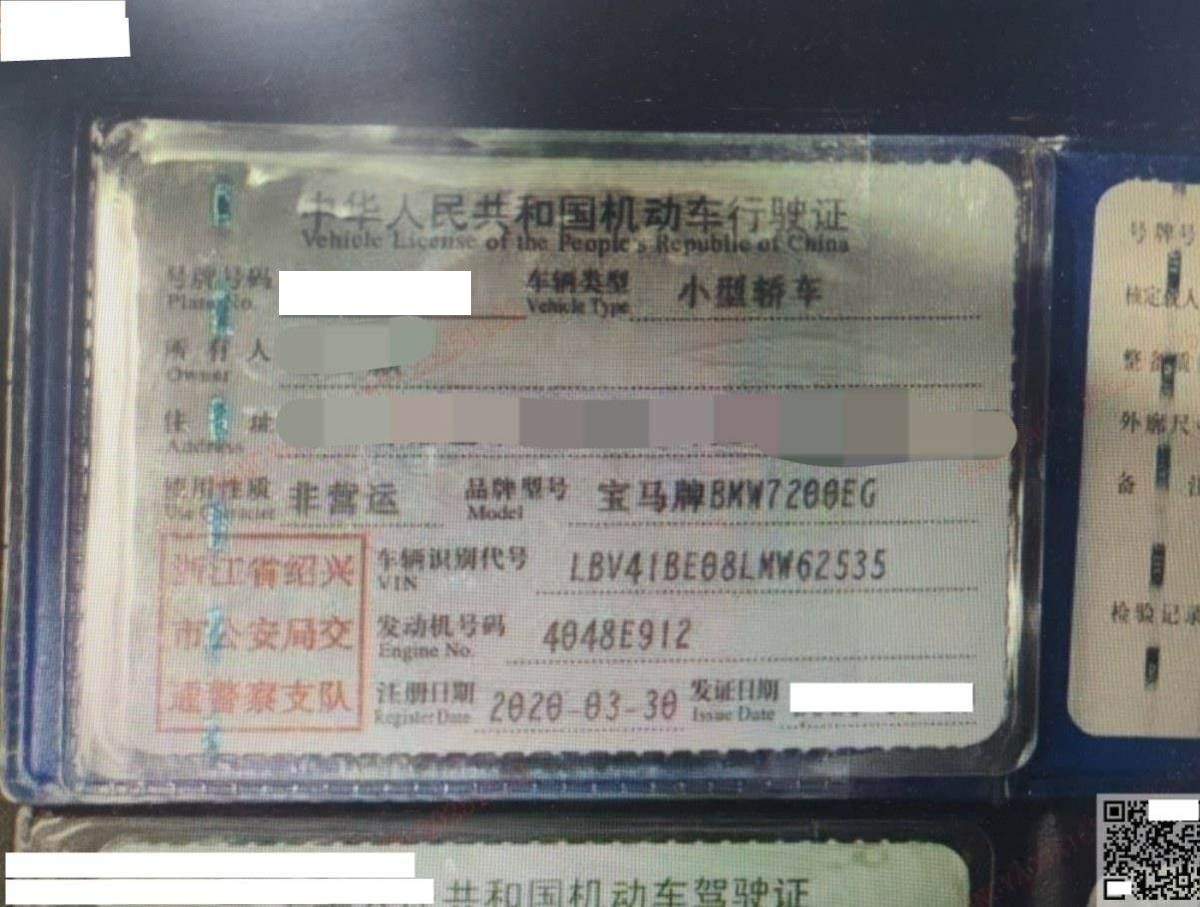 中华人民共和国机动车行驶证
Vehicle License of the People's Republic of China
号牌号码 车辆类型 小型轿车
Plate No. Vehicle Type
所有人
Owner
住址
Address
使用性质 非营运 品牌型号 宝马牌BMW7200EG
Use Character Model
车辆识别代号 LBV41BE08LMW62535
VIN
发动机号码 4048E912
Engine No.
注册日期 2020-03-30 发证日期
Register Date Issue Date
浙江省绍兴
市公安局交
通警察支队
号牌号
核定载人
整备质
外廓尺
备
检验记录
共和国机动车驾驶证